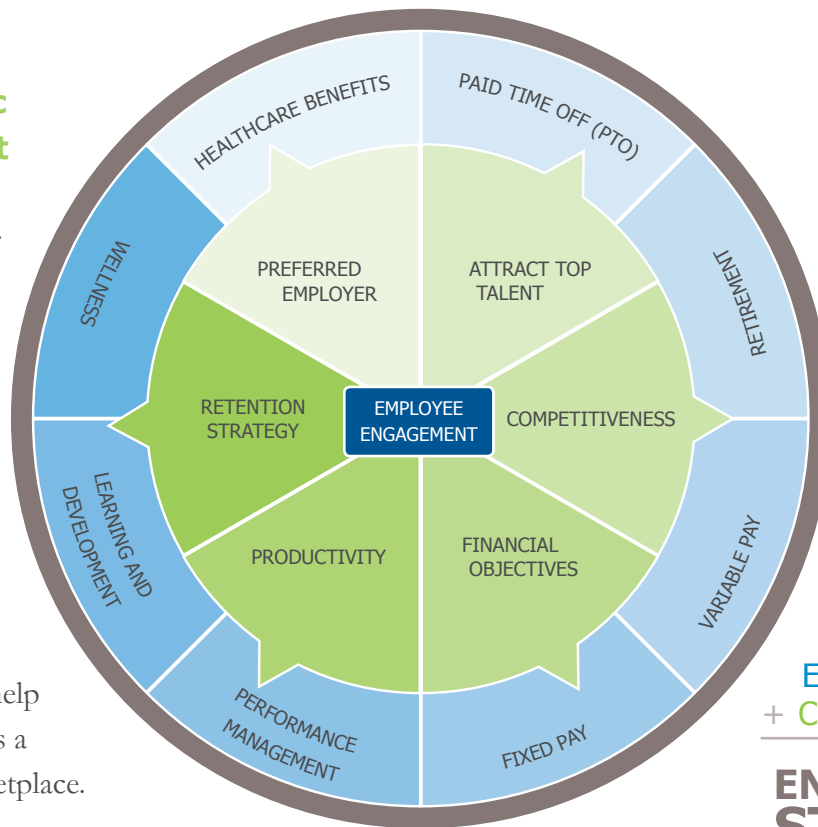 HEALTHCARE BENEFITS
PAID TIME OFF (PTO)
WELLNESS
RETIREMENT
PREFERRED
EMPLOYER
ATTRACT TOP
TALENT
RETENTION
STRATEGY
EMPLOYEE
ENGAGEMENT
COMPETITIVENESS
LEARNING AND
DEVELOPMENT
PRODUCTIVITY
FINANCIAL
OBJECTIVES
VARIABLE PAY
PERFORMANCE
MANAGEMENT
FIXED PAY
help
s a
etplace.
+ C